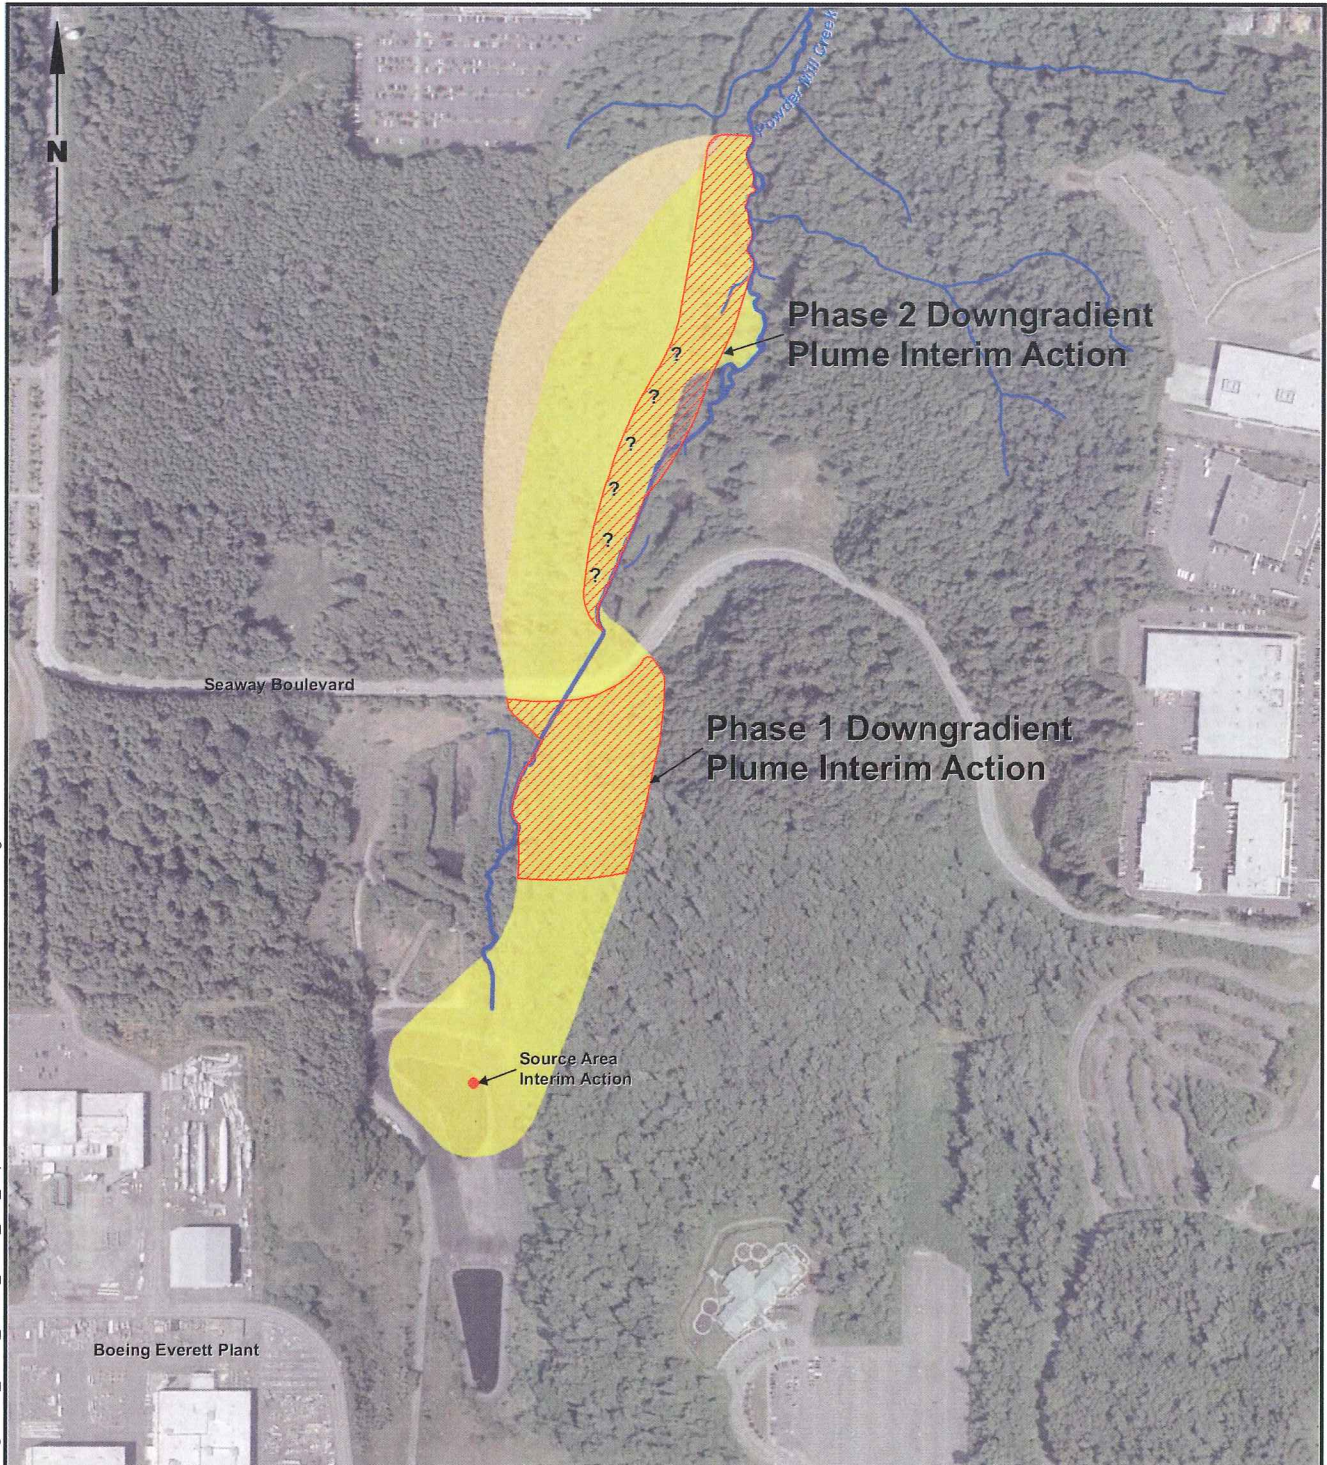 Powder Mill Creek
N
Phase 2 Downgradient
Plume Interim Action
?
?
?
?
?
?
Seaway Boulevard
Phase 1 Downgradient
Plume Interim Action
Source Area
Interim Action
Boeing Everett Plant